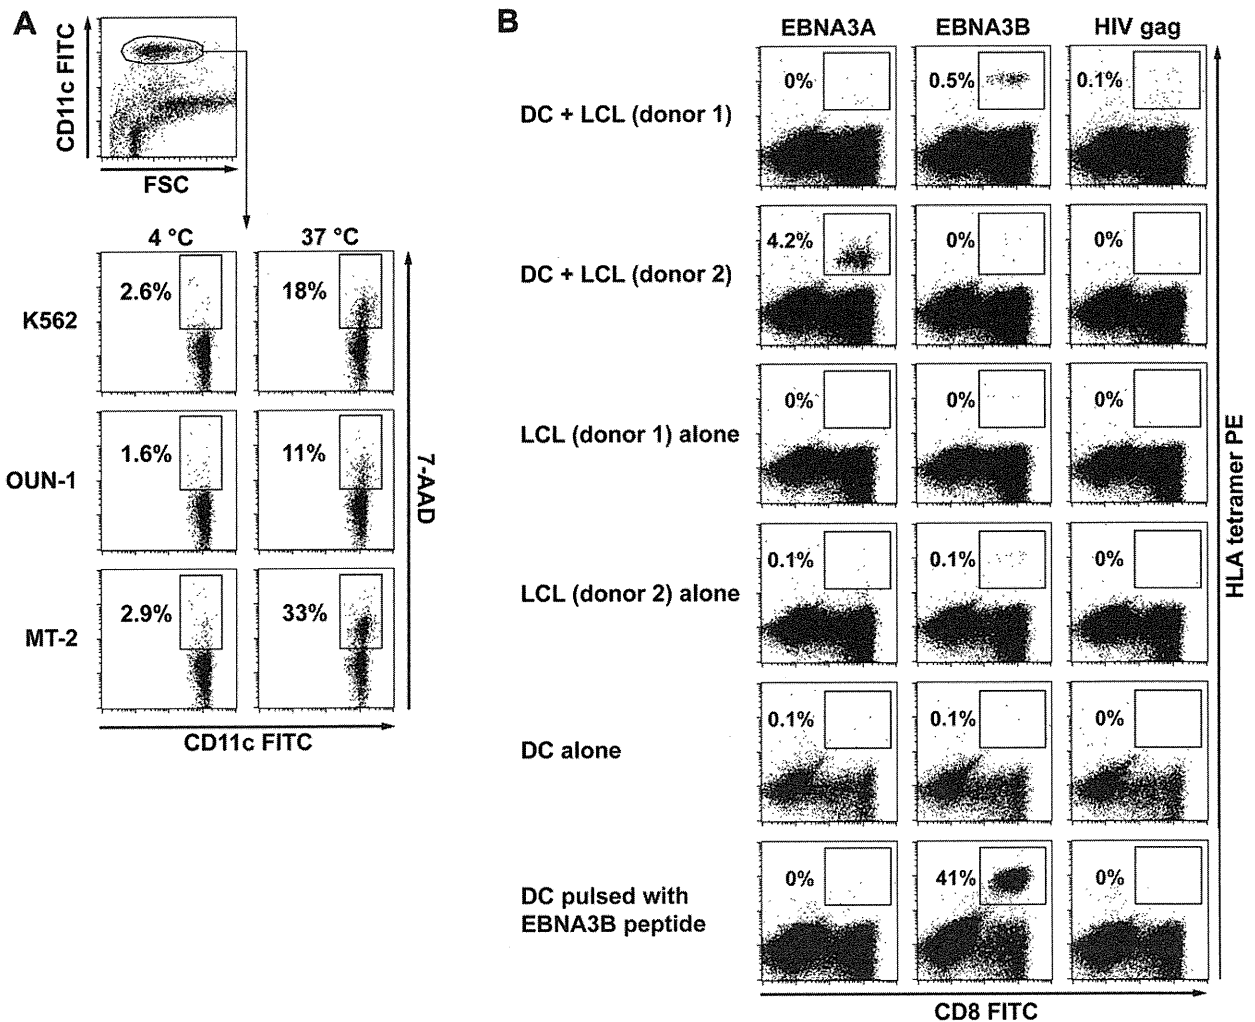 A
CD11c FITC
FSC
4 °C
37 °C
K562
2.6%
18%
OUN-1
1.6%
11%
MT-2
2.9%
33%
7-AAD
CD11c FITC
B
EBNA3A
EBNA3B
HIV gag
DC + LCL (donor 1)
0%
0.5%
0.1%
DC + LCL (donor 2)
4.2%
0%
0%
LCL (donor 1) alone
0%
0%
0%
LCL (donor 2) alone
0.1%
0.1%
0%
DC alone
0.1%
0.1%
0%
DC pulsed with
EBNA3B peptide
0%
41%
0%
HLA tetramer PE
CD8 FITC